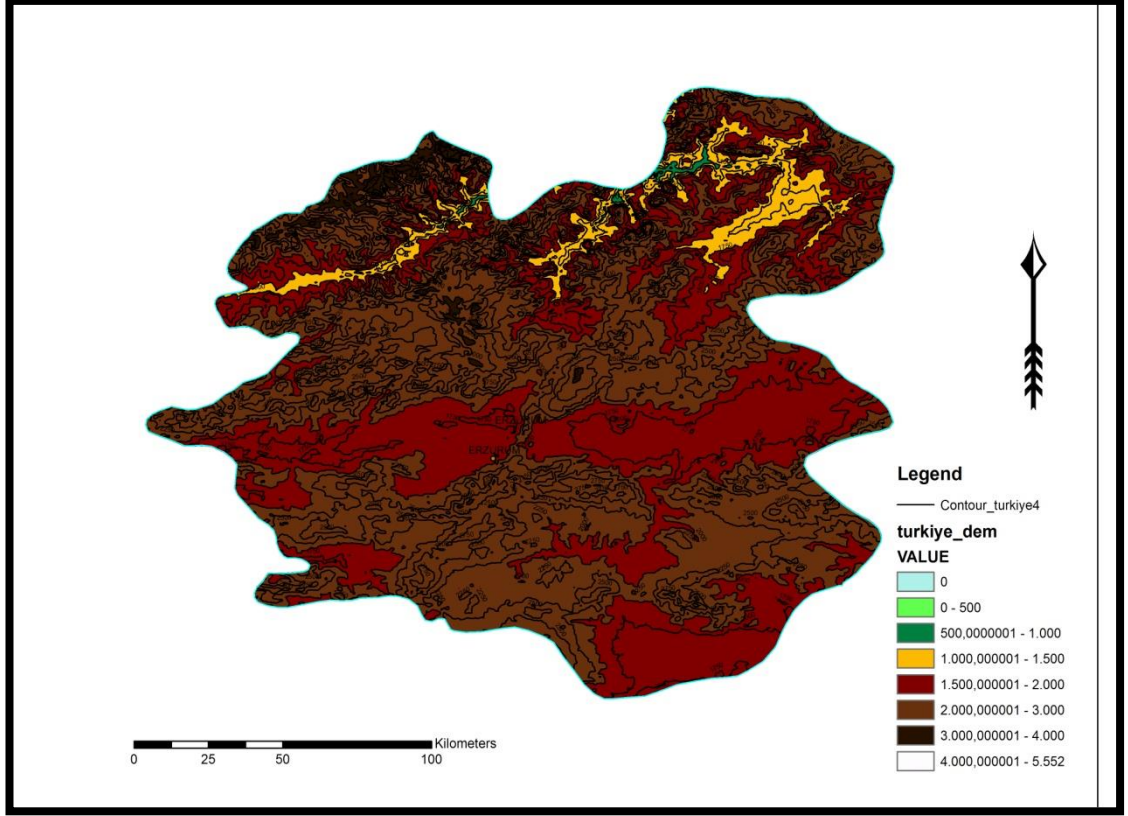 ERZURUM
Legend
Contour_turkiye4
turkiye_dem
VALUE
0
0 - 500
500,0000001 - 1.000
1.000,000001 - 1.500
1.500,000001 - 2.000
2.000,000001 - 3.000
3.000,000001 - 4.000
4.000,000001 - 5.552
Kilometers
0 25 50 100